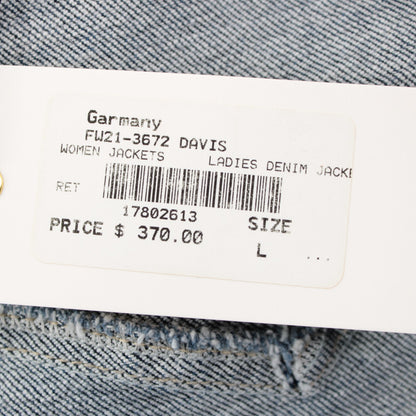 Garmany
FW21-3672 DAVIS
WOMEN JACKETS LADIES DENIM JACKE
RET
17802613
PRICE $ 370.00 SIZE
L ...